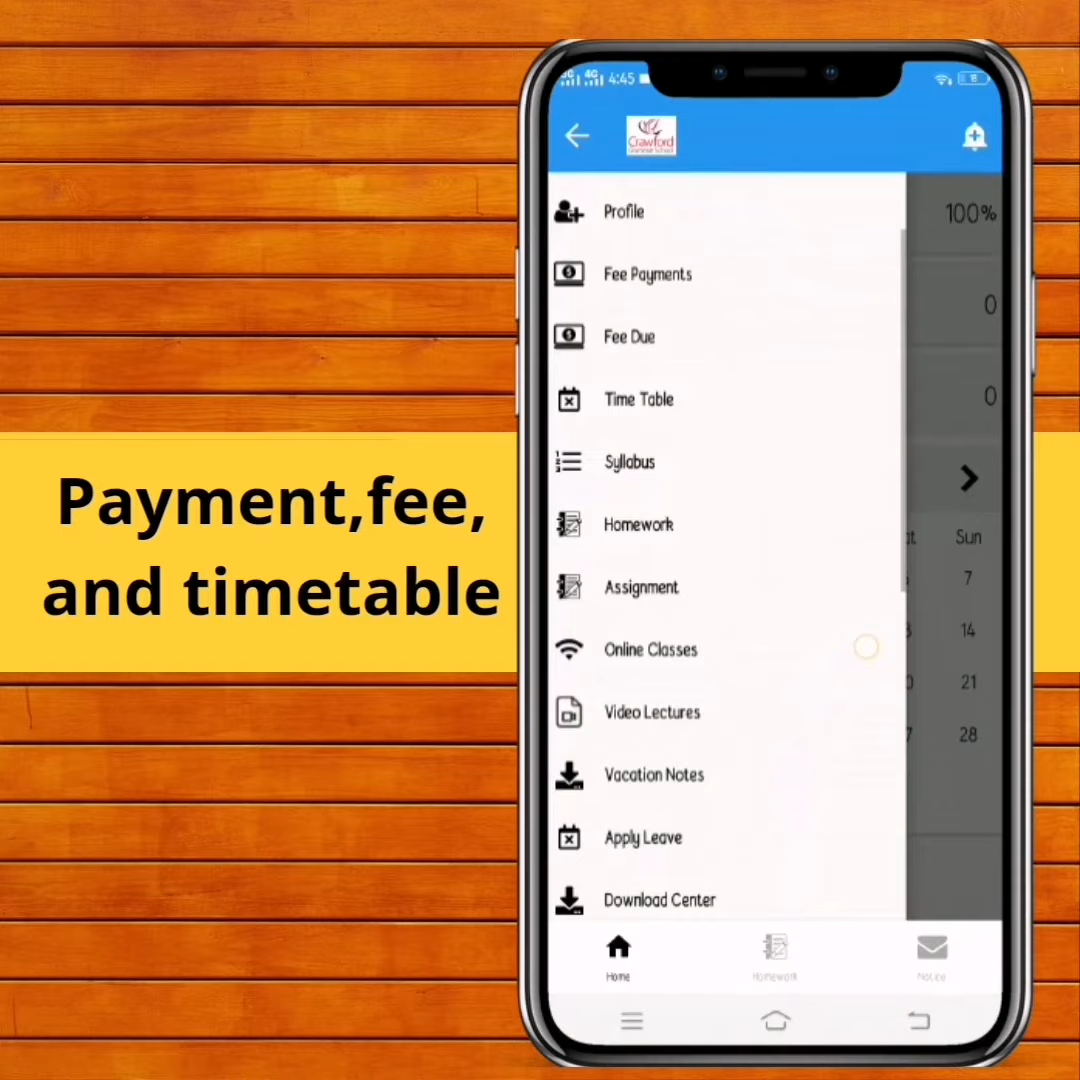 Payment,fee,
and timetable
4G 4:45
18
Crawford
Profile
100%
Fee Payments
0
Fee Due
Time Table
0
Syllabus
Homework
Sun
Assignment
7
Online Classes
14
21
Video Lectures
28
Vacation Notes
Apply Leave
Download Center
Home
Homework
Notice